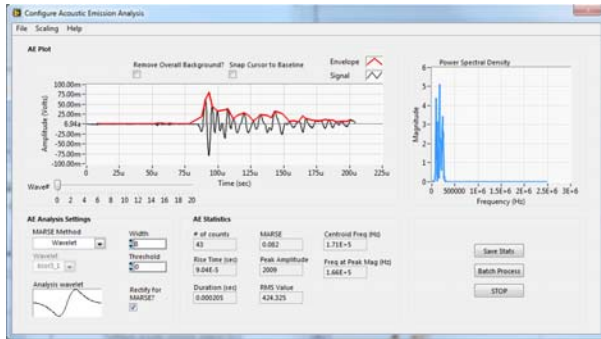 Configure Acoustic Emission Analysis
File Scaling Help
AE Plot
Remove Overall Background? Snap Cursor to Baseline
Envelope
Signal
Amplitude (Volts)
100.00m
75.00m
50.00m
25.00m
6.94a
-25.00m
-50.00m
-75.00m
-100.00m
0 25u 50u 75u 100u 125u 150u 175u 200u 225u
Time (sec)
Wave#
0 2 4 6 8 10 12 14 16 18 20
Power Spectral Density
Magnitude
6
5
4
3
2
1
0
0 500000 1E+6 1.5E+6 2E+6 2.5E+6 3E+6
Frequency (Hz)
AE Analysis Settings
MARSE Method
Wavelet
Wavelet
Analysis wavelet
Width
8
Threshold
0
Rectify for
MARSE?
AE Statistics
# of counts MARSE Centroid Freq (Hz)
43 0.082 1.71E+5
Rise Time (sec) Peak Amplitude Freq at Peak Mag (Hz)
9.04E-5 2009 1.66E+5
Duration (sec) RMS Value
0.000205 424.325
Save Stats
Batch Process
STOP